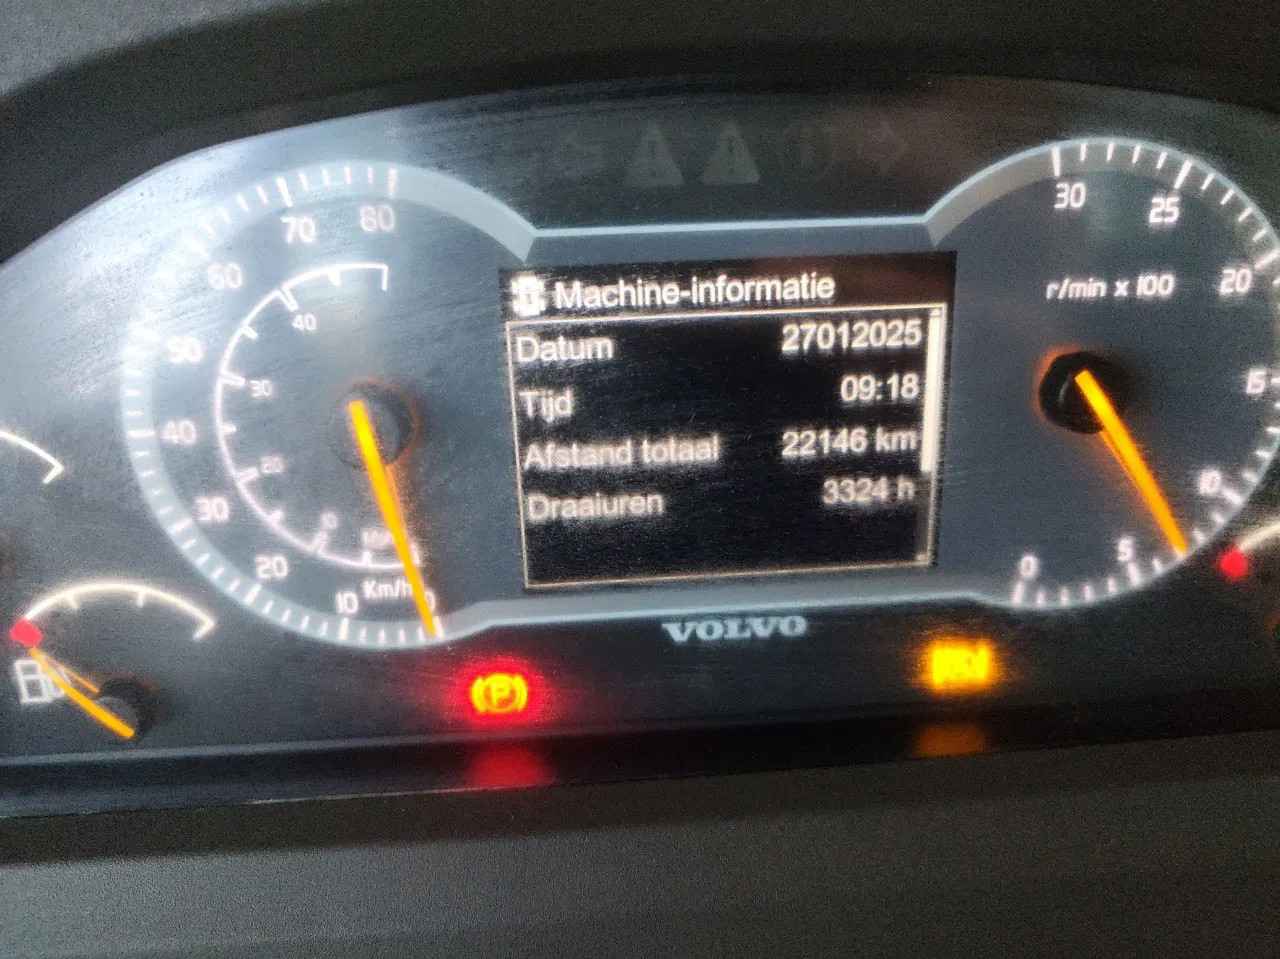 Machine-informatie
Datum 27012025
Tijd 09:18
Afstand totaal 22146 km
Draaiuren 3324 h
80
70
60
50
40
30
20
10
Km/h
40
30
20
30
25
20
15
10
5
0
r/min x 100
VOLVO
P